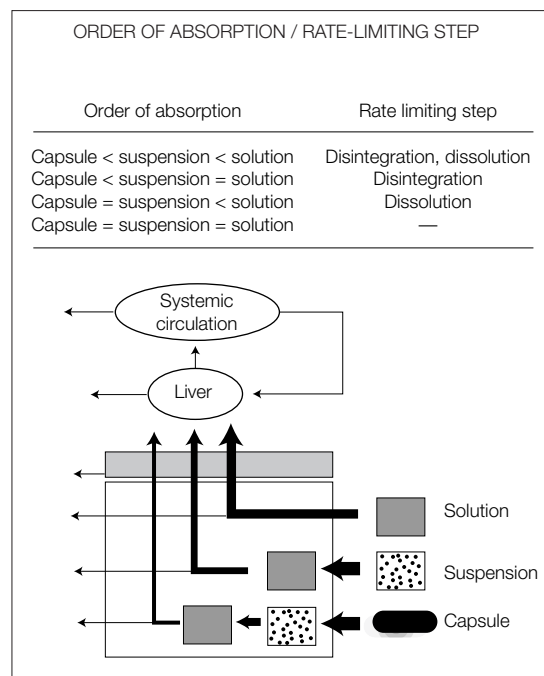 ORDER OF ABSORPTION / RATE-LIMITING STEP
Order of absorption Rate limiting step
Capsule < suspension < solution Disintegration, dissolution
Capsule < suspension = solution Disintegration
Capsule = suspension < solution Dissolution
Capsule = suspension = solution —
Systemic
circulation
Liver
Solution
Suspension
Capsule